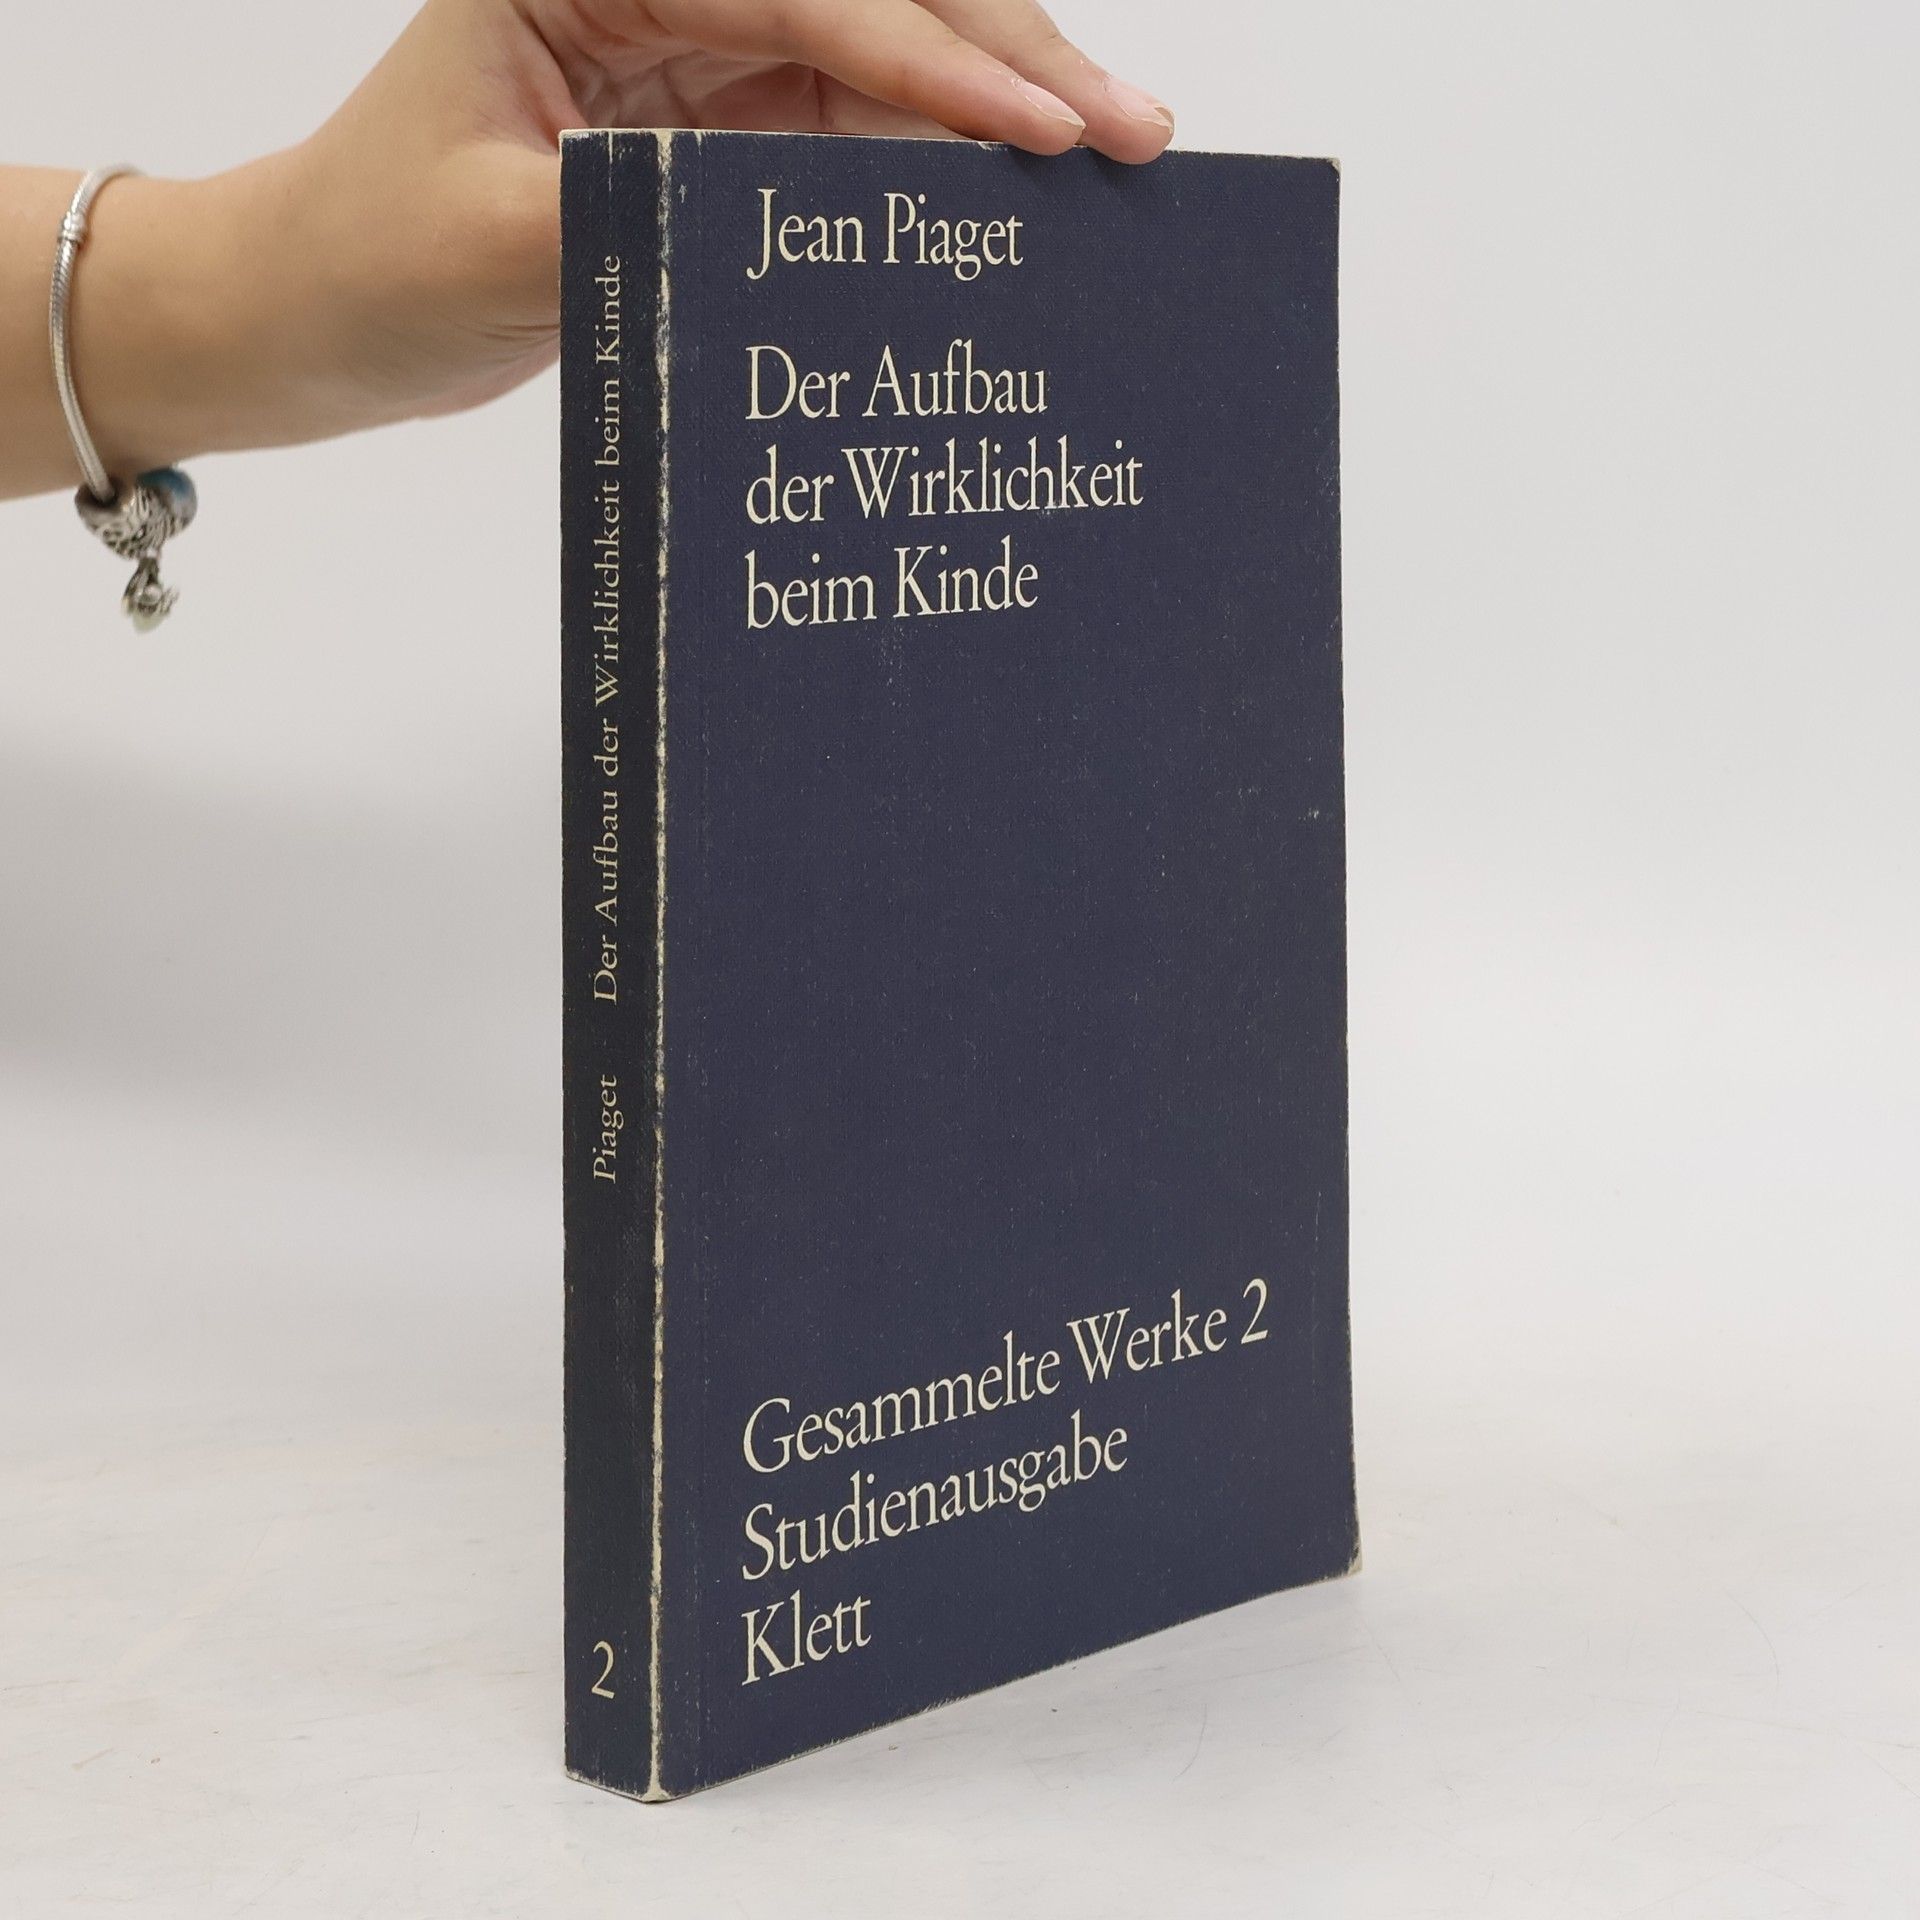 Jean Piaget
Der Aufbau
der Wirklichkeit
beim Kinde
Gesammelte Werke 2
Studienausgabe
Klett
Piaget Der Aufbau der Wirklichkeit beim Kinde
2